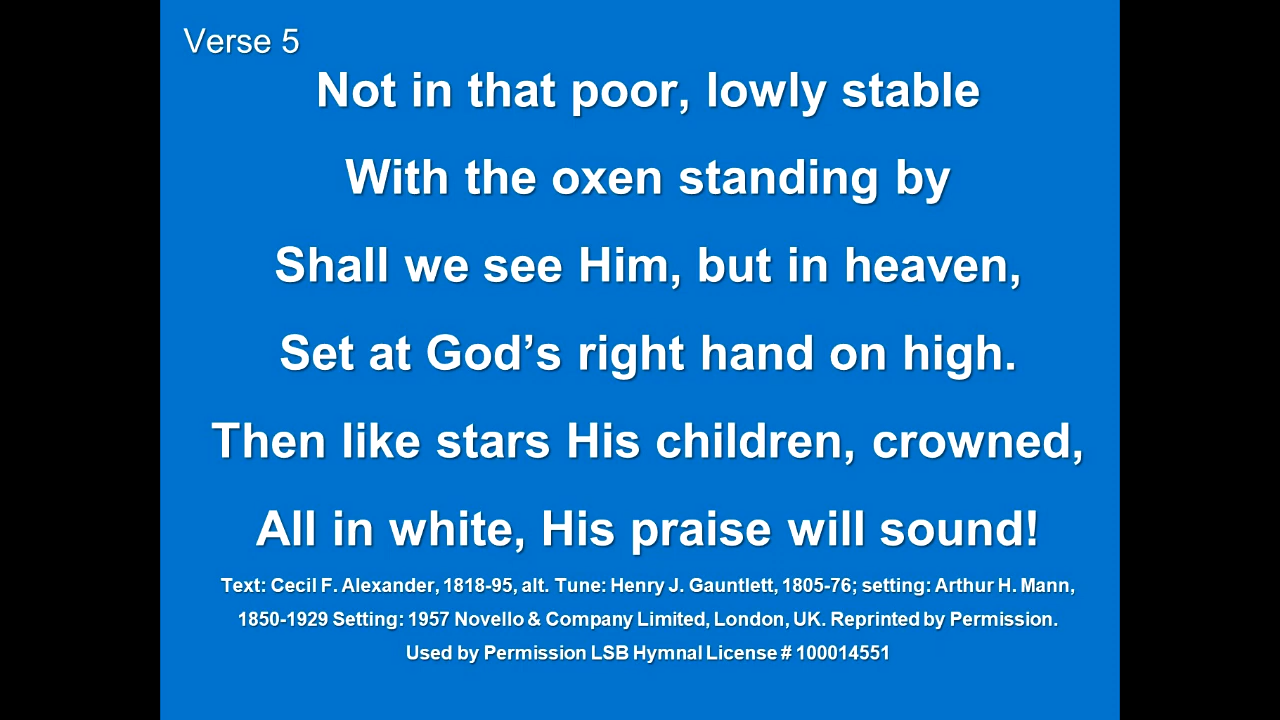 Verse 5
Not in that poor, lowly stable
With the oxen standing by
Shall we see Him, but in heaven,
Set at God’s right hand on high.
Then like stars His children, crowned,
All in white, His praise will sound!
Text: Cecil F. Alexander, 1818-95, alt. Tune: Henry J. Gauntlett, 1805-76; setting: Arthur H. Mann,
1850-1929 Setting: 1957 Novello & Company Limited, London, UK. Reprinted by Permission.
Used by Permission LSB Hymnal License # 100014551